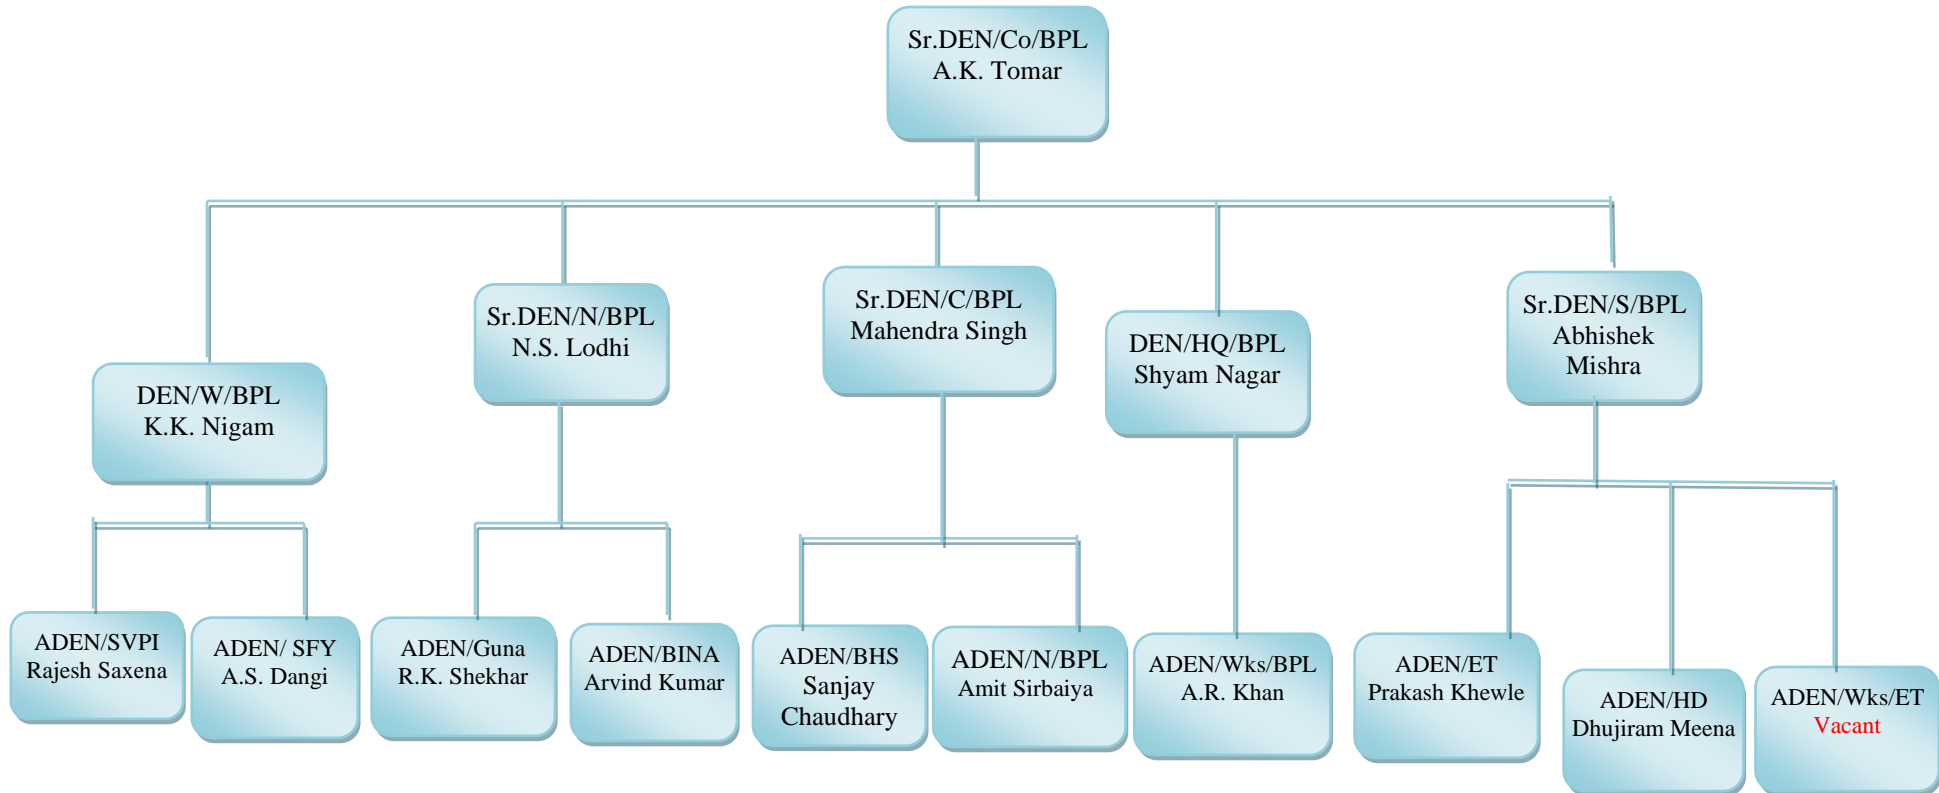 Sr.DEN/Co/BPL
A.K. Tomar
DEN/W/BPL
K.K. Nigam
Sr.DEN/N/BPL
N.S. Lodhi
Sr.DEN/C/BPL
Mahendra Singh
DEN/HQ/BPL
Shyam Nagar
Sr.DEN/S/BPL
Abhishek
Mishra
ADEN/SVPI
Rajesh Saxena
ADEN/ SFY
A.S. Dangi
ADEN/Guna
R.K. Shekhar
ADEN/BINA
Arvind Kumar
ADEN/BHS
Sanjay
Chaudhary
ADEN/N/BPL
Amit Sirbaiya
ADEN/Wks/BPL
A.R. Khan
ADEN/ET
Prakash Khewle
ADEN/HD
Dhujiram Meena
ADEN/Wks/ET
Vacant